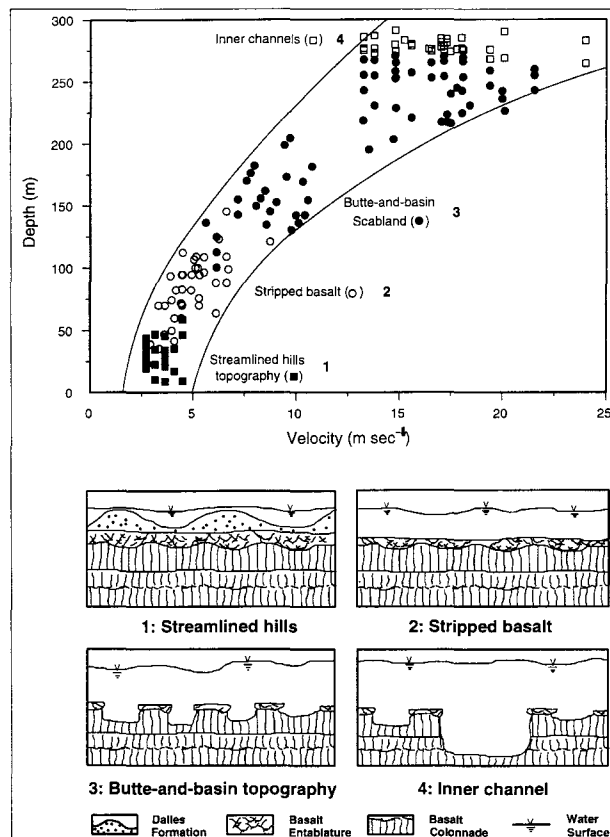 300
250
200
150
100
50
0
Depth (m)
Inner channels (□) 4
Butte-and-basin 3
Scabland (●)
Stripped basalt (○) 2
Streamlined hills 1
topography (■)
0 5 10 15 20 25
Velocity (m sec⁻¹)
1: Streamlined hills
2: Stripped basalt
3: Butte-and-basin topography
4: Inner channel
Dalles
Formation
Basalt
Entablature
Basalt
Colonnade
Water
Surface